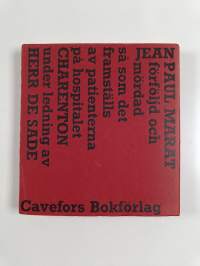 JEAN PAUL MARAT
förföljd och
mördad
så som det
framställs
av patienterna
på hospitalet
CHARENTON
under ledning av
HERR DE SADE
Cavefors Bokförlag